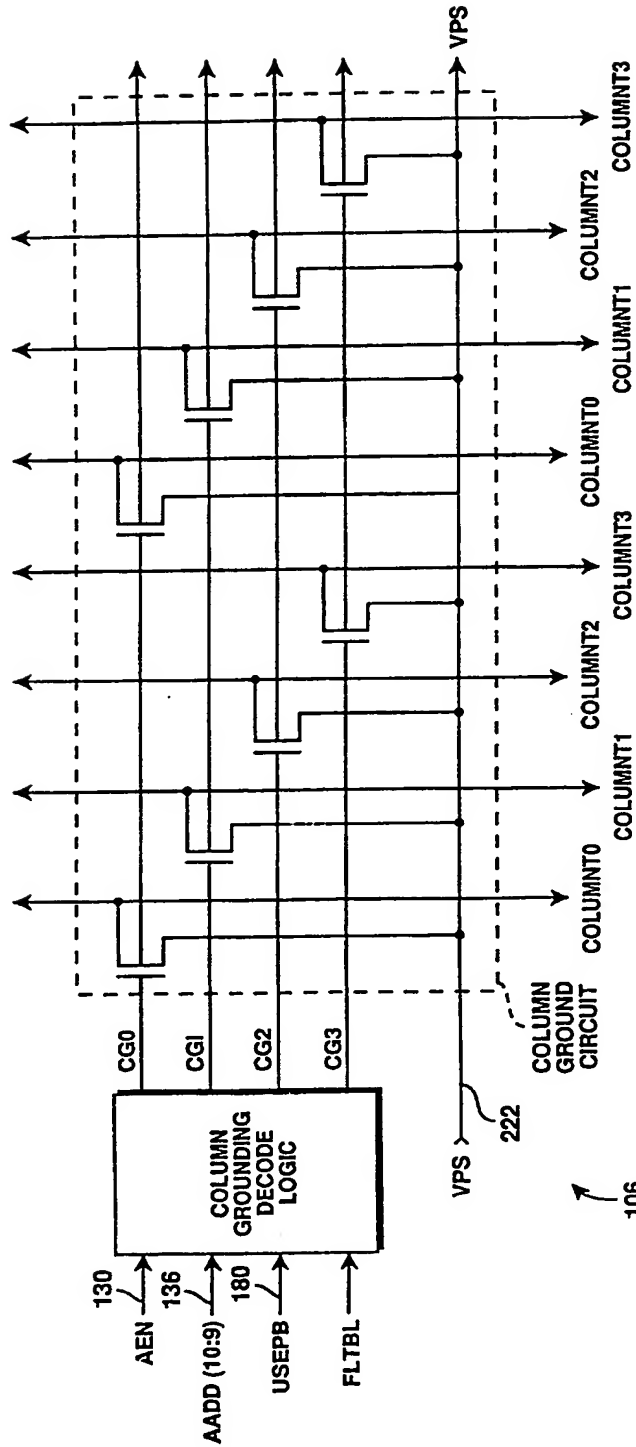 130
AEN
136
AADD (10:9)
180
USEPB
FLTBL
COLUMN
GROUNDING
DECODE
LOGIC
CG0
CG1
CG2
CG3
VPS
222
COLUMN
GROUND
CIRCUIT
VPS
COLUMNT0
COLUMNT1
COLUMNT2
COLUMNT3
COLUMNT0
COLUMNT1
COLUMNT2
COLUMNT3
106